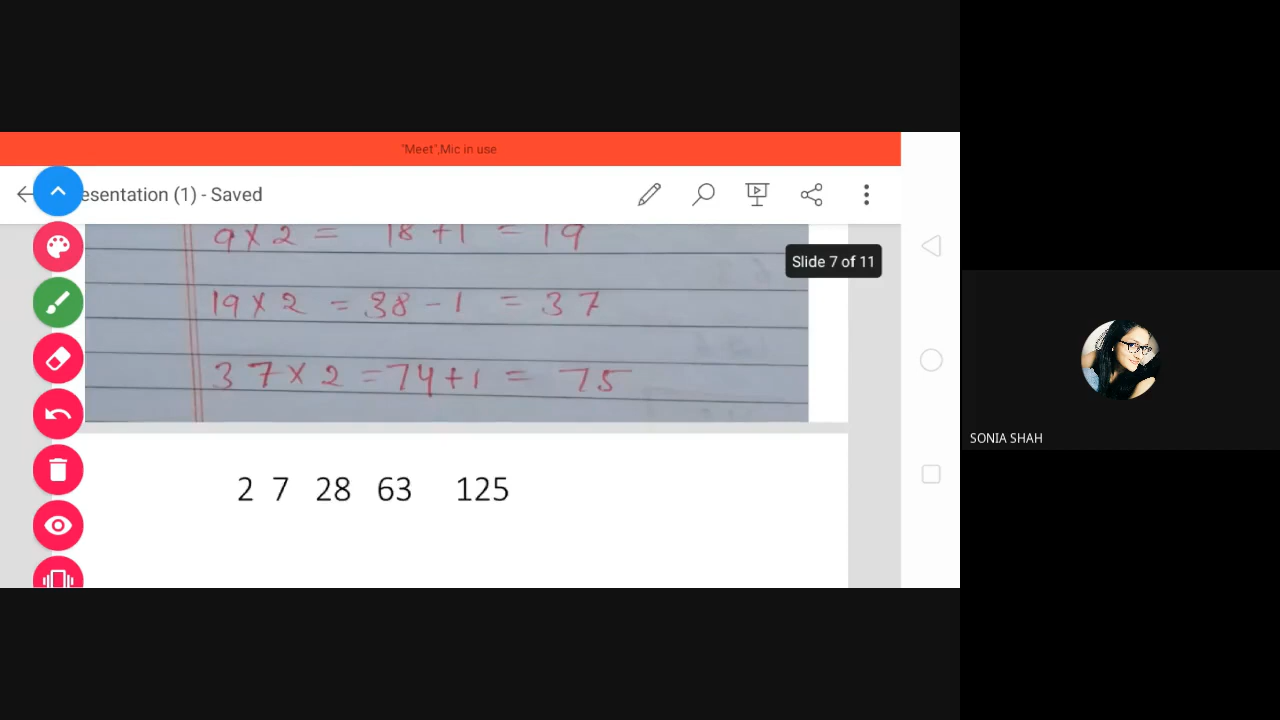 "Meet",Mic in use
esentation (1) - Saved
9 × 2 = 18 + 1 = 19
Slide 7 of 11
19 × 2 = 38 - 1 = 37
37 × 2 = 74 + 1 = 75
2 7 28 63 125
SONIA SHAH